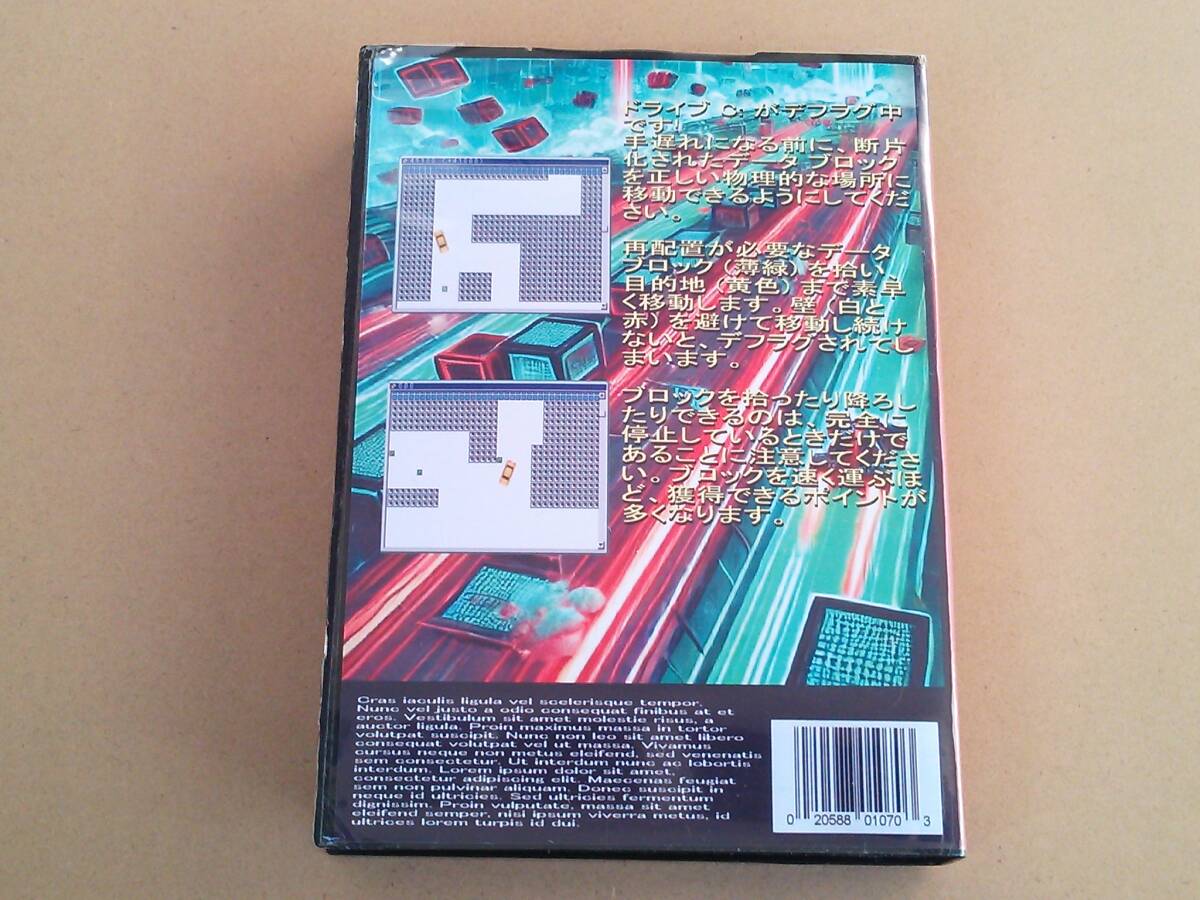 ドライブ C: がデフラグ中
です!
手遅れになる前に、断片
化されたデータブロック
を正しい物理的な場所に
移動できるようにしてくだ
さい。
再配置が必要なデータ
ブロック(薄緑)を拾い、
目的地(黄色)まで素早
く移動します。壁(白と
赤)を避けて移動し続け
ないと、デフラグされてし
まいます。
ブロックを拾ったり降ろし
たりできるのは、完全に
停止しているときだけで
あることに注意してくださ
い。ブロックを速く運ぶほ
ど、獲得できるポイントが
多くなります。
Cras iaculis ligula vel scelerisque tempor.
Nunc vel justo a odio consequat finibus at et
eros. Vestibulum sit amet molestie risus, a
auctor ligula. Proin maximus massa in tortor
volutpat suscipit. Nunc non leo sit amet libero
consequat volutpat vel ut massa. Vivamus
cursus neque non metus eleifend, sed venenatis
sem consectetur. Ut interdum nunc ac lobortis
interdum. Lorem ipsum dolor sit amet,
consectetur adipiscing elit. Maecenas feugiat
sem non pulvinar aliquam. Donec suscipit in
neque id ultricies. Sed ultricies fermentum
dignissim. Proin vulputate, massa sit amet
eleifend semper, nisi ipsum viverra metus, id
ultrices lorem turpis id dui.
0 20588 01070 3